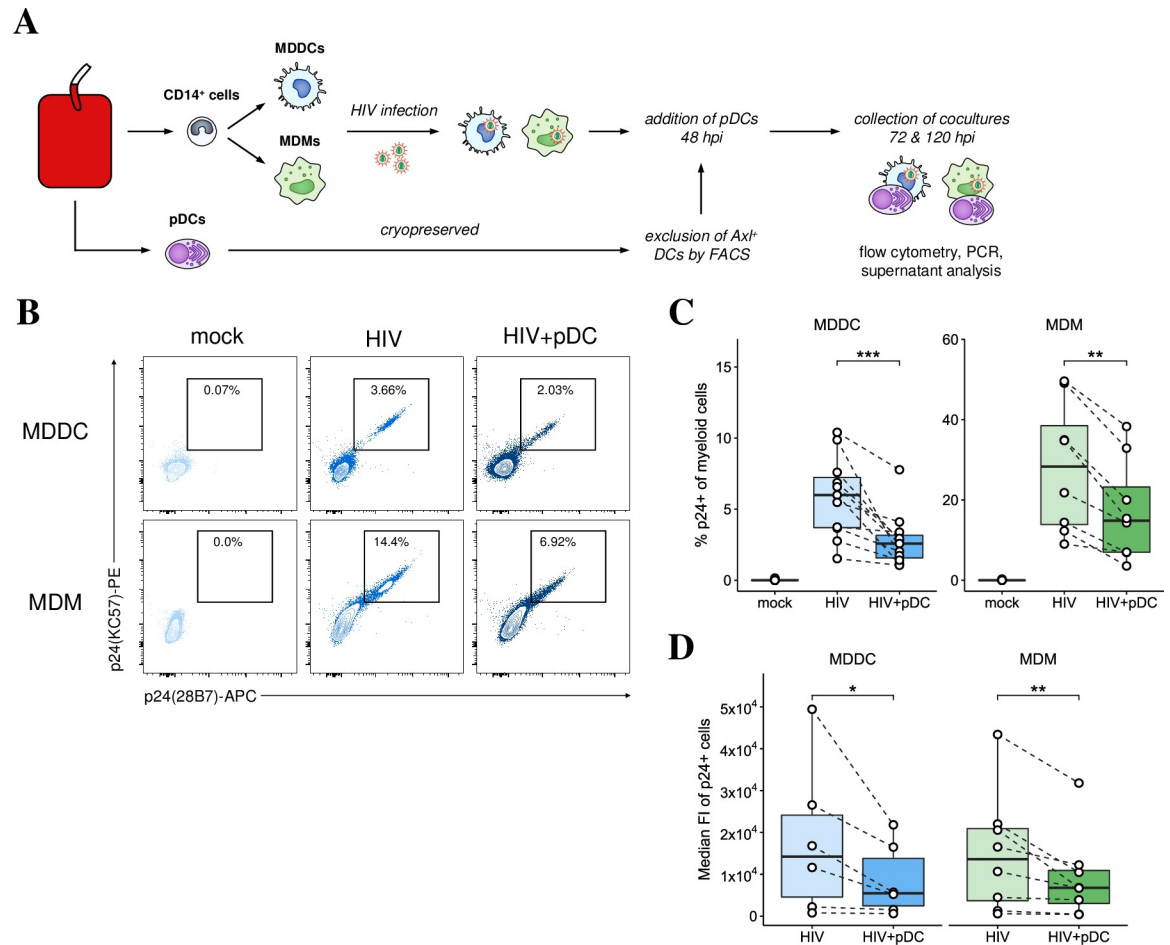 A
MDDCs
CD14⁺ cells
MDMs
HIV infection
addition of pDCs
48 hpi
collection of cocultures
72 & 120 hpi
pDCs
cryopreserved
exclusion of Axl⁺
DCs by FACS
flow cytometry, PCR,
supernatant analysis
B
mock
HIV
HIV+pDC
MDDC
0.07%
3.66%
2.03%
MDM
0.0%
14.4%
6.92%
p24(KC57)-PE
p24(28B7)-APC
C
MDDC
MDM
% p24+ of myeloid cells
15
10
5
0
***
mock
HIV
HIV+pDC
60
40
20
0
**
mock
HIV
HIV+pDC
D
MDDC
MDM
Median FI of p24+ cells
5x10⁴
4x10⁴
3x10⁴
2x10⁴
1x10⁴
0
*
**
HIV
HIV+pDC
HIV
HIV+pDC